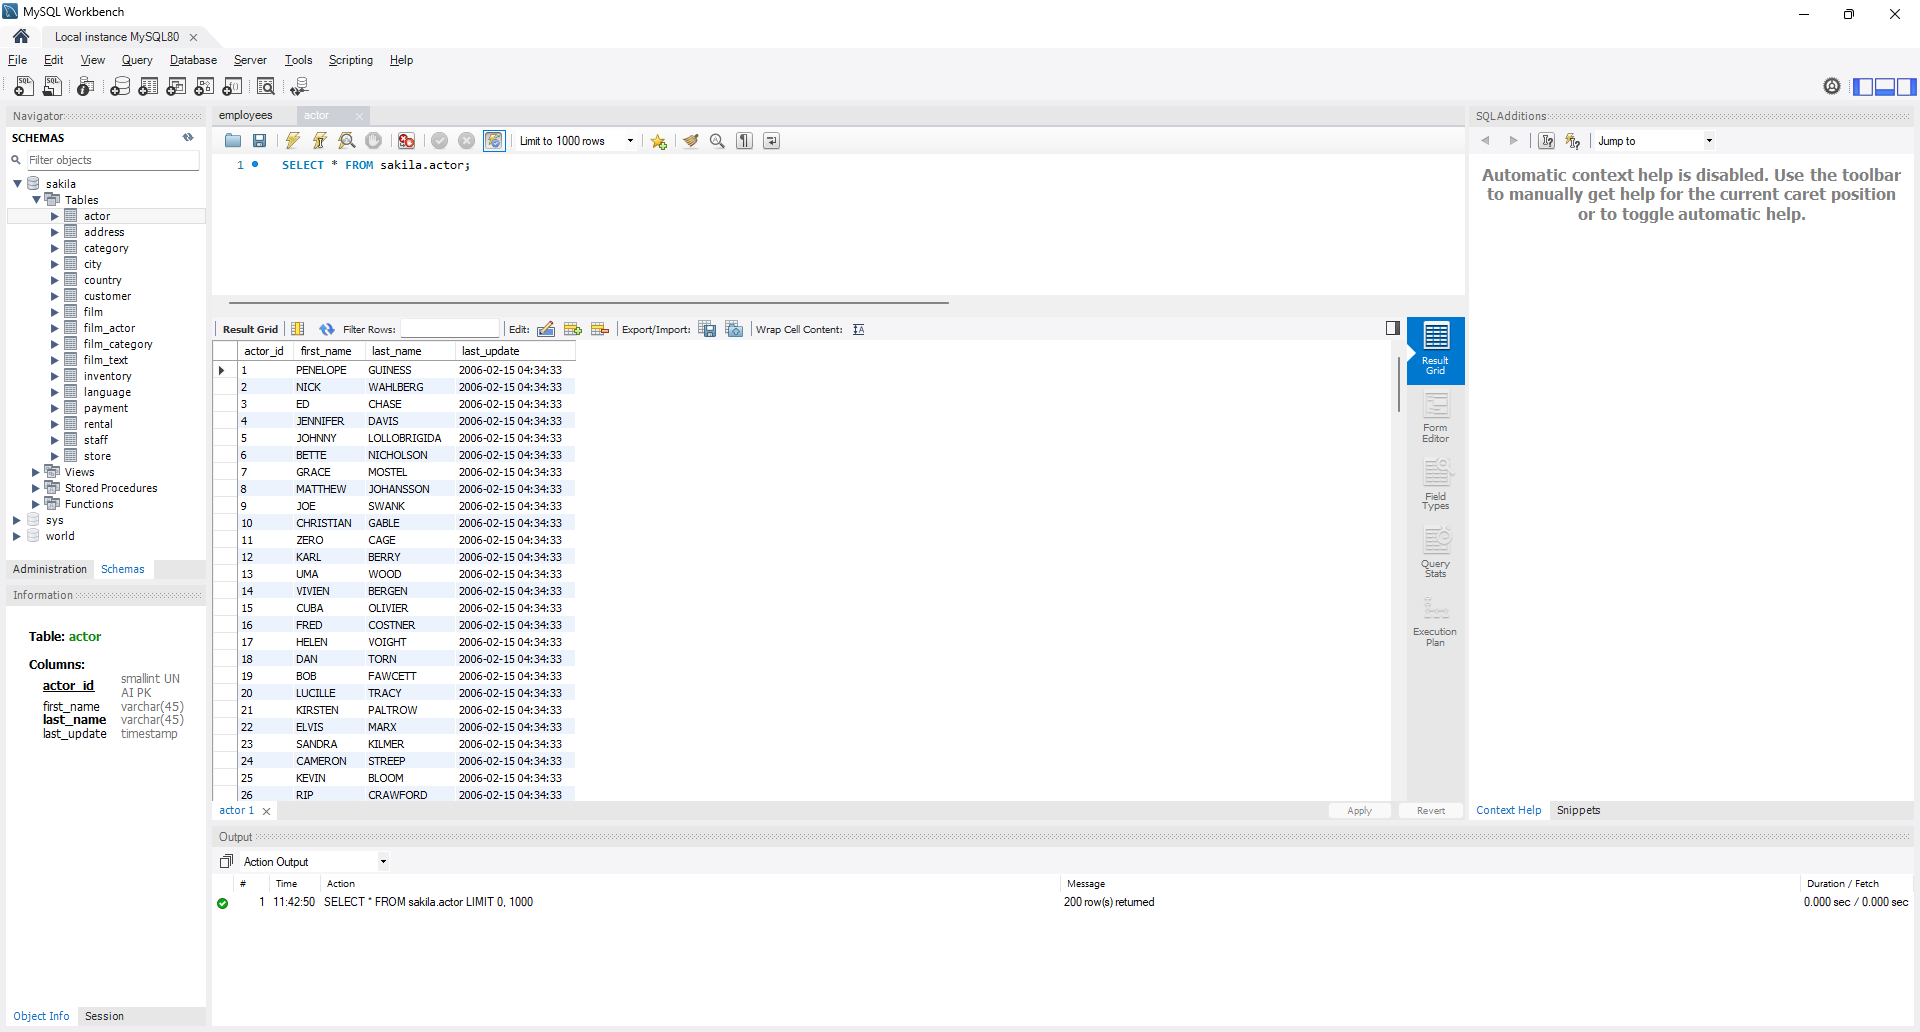 MySQL Workbench
Local instance MySQL80
File Edit View Query Database Server Tools Scripting Help
Navigator
SCHEMAS
Filter objects
sakila
Tables
actor
address
category
city
country
customer
film
film_actor
film_category
film_text
inventory
language
payment
rental
staff
store
Views
Stored Procedures
Functions
sys
world
Administration Schemas
Information
Table: actor
Columns:
actor_id smallint UN AI PK
first_name varchar(45)
last_name varchar(45)
last_update timestamp
Object Info Session
employees actor
Limit to 1000 rows
1 SELECT * FROM sakila.actor;
Result Grid Filter Rows: Edit: Export/Import: Wrap Cell Content:
actor_id first_name last_name last_update
1 PENELOPE GUINESS 2006-02-15 04:34:33
2 NICK WAHLBERG 2006-02-15 04:34:33
3 ED CHASE 2006-02-15 04:34:33
4 JENNIFER DAVIS 2006-02-15 04:34:33
5 JOHNNY LOLLOBRIGIDA 2006-02-15 04:34:33
6 BETTE NICHOLSON 2006-02-15 04:34:33
7 GRACE MOSTEL 2006-02-15 04:34:33
8 MATTHEW JOHANSSON 2006-02-15 04:34:33
9 JOE SWANK 2006-02-15 04:34:33
10 CHRISTIAN GABLE 2006-02-15 04:34:33
11 ZERO CAGE 2006-02-15 04:34:33
12 KARL BERRY 2006-02-15 04:34:33
13 UMA WOOD 2006-02-15 04:34:33
14 VIVIEN BERGEN 2006-02-15 04:34:33
15 CUBA OLIVIER 2006-02-15 04:34:33
16 FRED COSTNER 2006-02-15 04:34:33
17 HELEN VOIGHT 2006-02-15 04:34:33
18 DAN TORN 2006-02-15 04:34:33
19 BOB FAWCETT 2006-02-15 04:34:33
20 LUCILLE TRACY 2006-02-15 04:34:33
21 KIRSTEN PALTROW 2006-02-15 04:34:33
22 ELVIS MARX 2006-02-15 04:34:33
23 SANDRA KILMER 2006-02-15 04:34:33
24 CAMERON STREEP 2006-02-15 04:34:33
25 KEVIN BLOOM 2006-02-15 04:34:33
26 RIP CRAWFORD 2006-02-15 04:34:33
Result
Grid
Form
Editor
Field
Types
Query
Stats
Execution
Plan
actor 1 Apply Revert
SQLAdditions
Jump to
Automatic context help is disabled. Use the toolbar
to manually get help for the current caret position
or to toggle automatic help.
Context Help Snippets
Output
Action Output
# Time Action Message Duration / Fetch
1 11:42:50 SELECT * FROM sakila.actor LIMIT 0, 1000 200 row(s) returned 0.000 sec / 0.000 sec